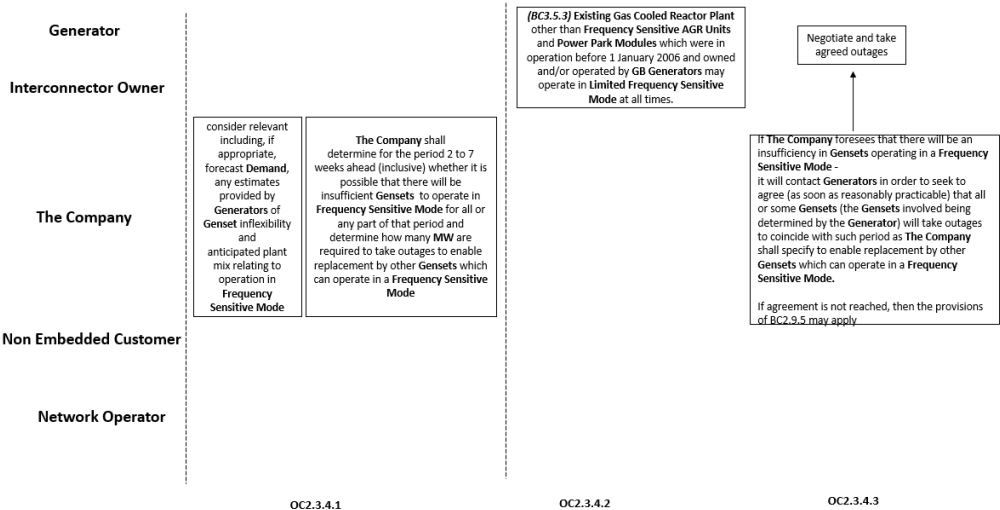 Generator
Interconnector Owner
The Company
Non Embedded Customer
Network Operator
consider relevant
including, if
appropriate,
forecast Demand,
any estimates
provided by
Generators of
Genset inflexibility
and
anticipated plant
mix relating to
operation in
Frequency
Sensitive Mode
The Company shall
determine for the period 2 to 7
weeks ahead (inclusive) whether it is
possible that there will be
insufficient Gensets to operate in
Frequency Sensitive Mode for all or
any part of that period and
determine how many MW are
required to take outages to enable
replacement by other Gensets which
can operate in a Frequency Sensitive
Mode
(BC3.5.3) Existing Gas Cooled Reactor Plant
other than Frequency Sensitive AGR Units
and Power Park Modules which were in
operation before 1 January 2006 and owned
and/or operated by GB Generators may
operate in Limited Frequency Sensitive
Mode at all times.
Negotiate and take
agreed outages
If The Company foresees that there will be an
insufficiency in Gensets operating in a Frequency
Sensitive Mode -
it will contact Generators in order to seek to
agree (as soon as reasonably practicable) that all
or some Gensets (the Gensets involved being
determined by the Generator) will take outages
to coincide with such period as The Company
shall specify to enable replacement by other
Gensets which can operate in a Frequency
Sensitive Mode.
If agreement is not reached, then the provisions
of BC2.9.5 may apply
OC2.3.4.1
OC2.3.4.2
OC2.3.4.3